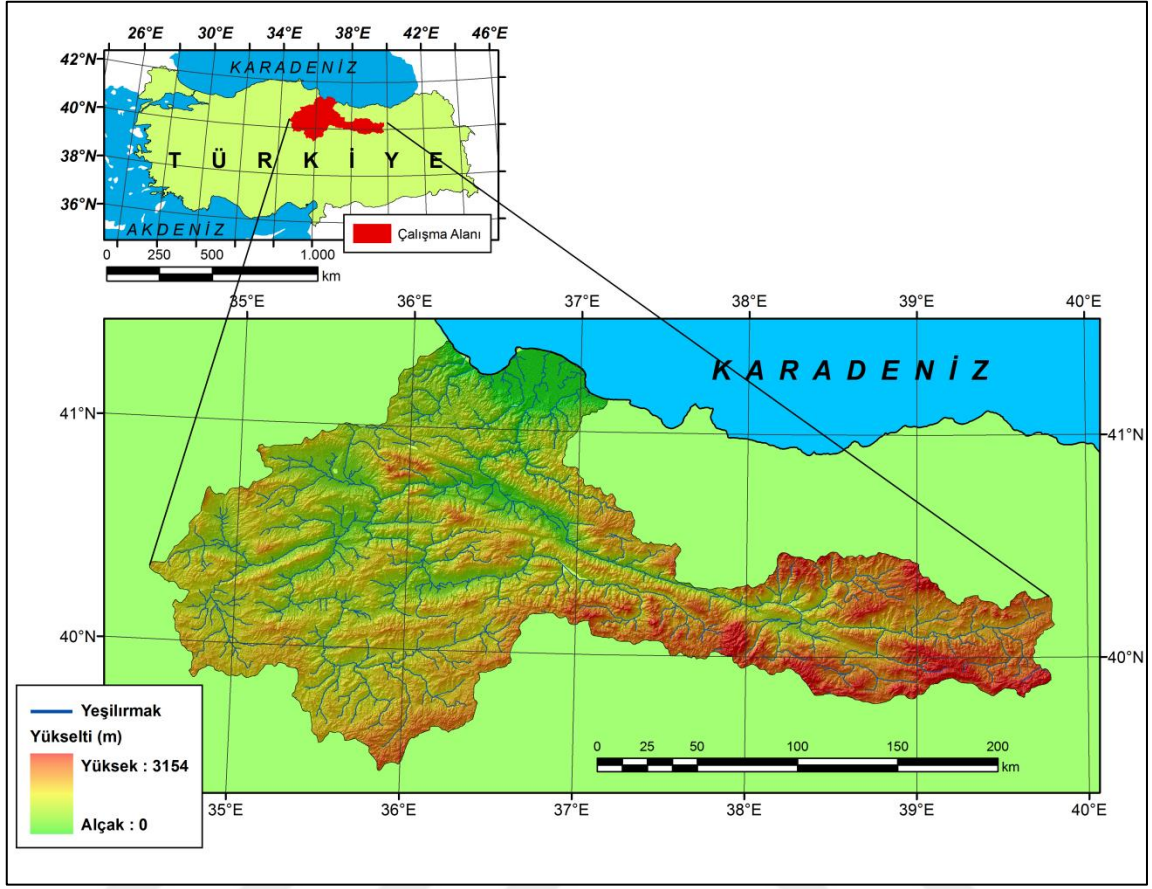 26°E 30°E 34°E 38°E 42°E 46°E
42°N
KARADENİZ
40°N
38°N
TÜRKİYE
36°N
AKDENİZ
Çalışma Alanı
0 250 500 1.000
km
35°E 36°E 37°E 38°E 39°E 40°E
KARADENİZ
41°N 41°N
40°N 40°N
Yeşilırmak
Yükselti (m)
Yüksek : 3154
Alçak : 0
0 25 50 100 150 200
km
35°E 36°E 37°E 38°E 39°E 40°E